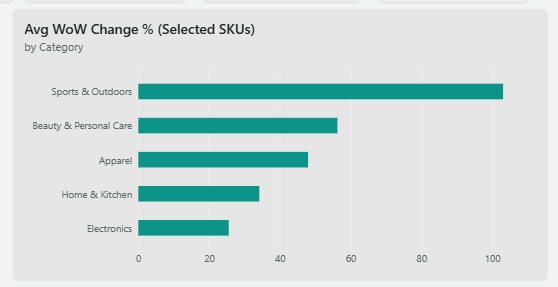 Avg WoW Change % (Selected SKUs)
by Category
Sports & Outdoors
Beauty & Personal Care
Apparel
Home & Kitchen
Electronics
0 20 40 60 80 100